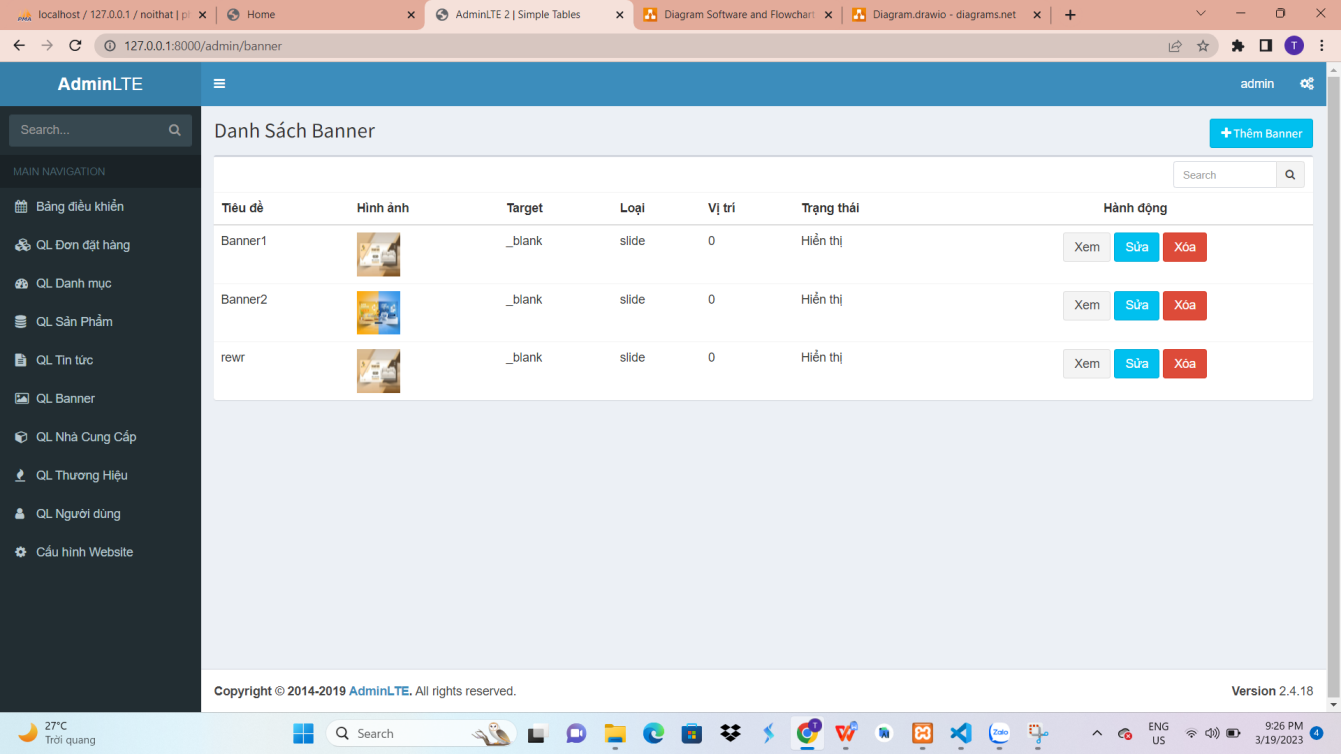 localhost / 127.0.0.1 / noithat | pl
Home
AdminLTE 2 | Simple Tables
Diagram Software and Flowchart
Diagram.drawio - diagrams.net
127.0.0.1:8000/admin/banner
T
AdminLTE
admin
Search...
MAIN NAVIGATION
Bảng điều khiển
QL Đơn đặt hàng
QL Danh mục
QL Sản Phẩm
QL Tin tức
QL Banner
QL Nhà Cung Cấp
QL Thương Hiệu
QL Người dùng
Cấu hình Website
Danh Sách Banner
Thêm Banner
Search
Tiêu đề Hình ảnh Target Loại Vị trí Trạng thái Hành động
Banner1 _blank slide 0 Hiển thị Xem Sửa Xóa
Banner2 _blank slide 0 Hiển thị Xem Sửa Xóa
rewr _blank slide 0 Hiển thị Xem Sửa Xóa
Copyright © 2014-2019 AdminLTE. All rights reserved.
Version 2.4.18
27°C
Trời quang
Search
Zalo
ENG
US
9:26 PM
3/19/2023
4